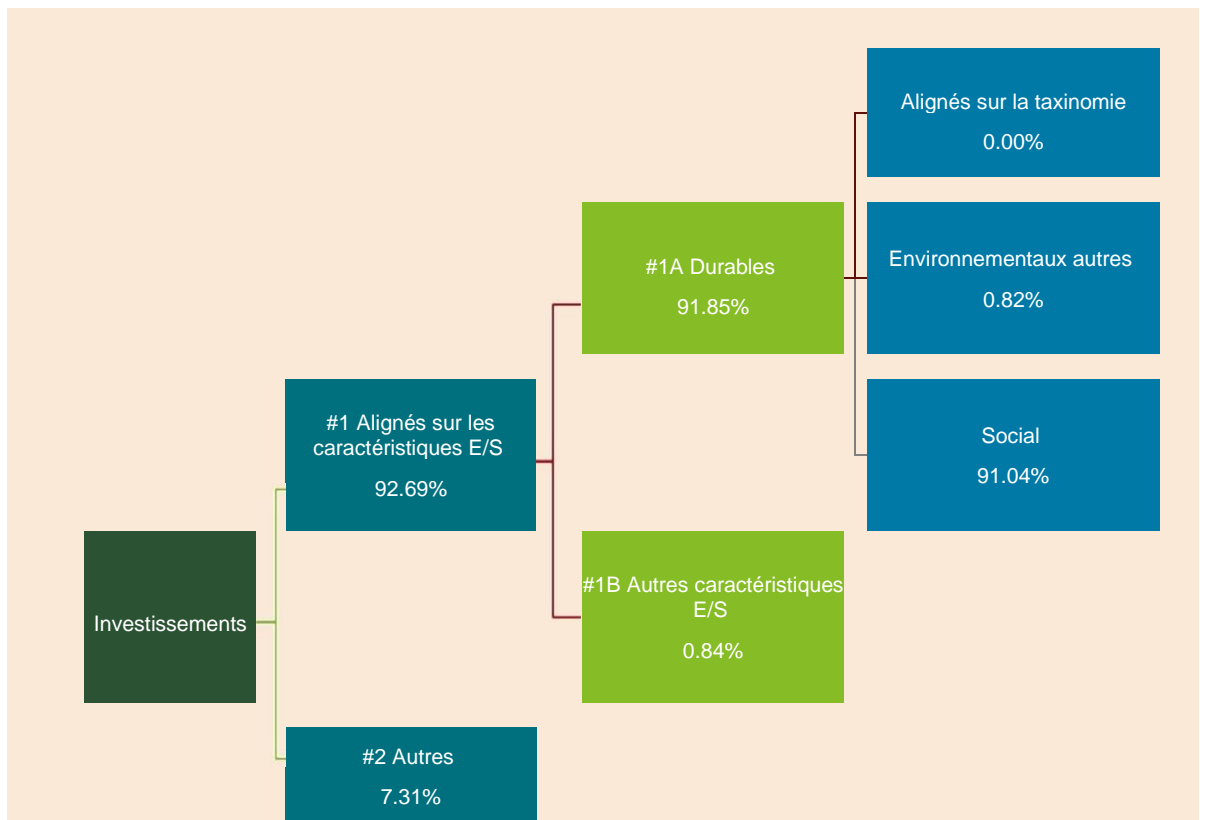 Alignés sur la taxinomie
0.00%
#1A Durables
91.85%
Environnementaux autres
0.82%
#1 Alignés sur les
caractéristiques E/S
92.69%
Social
91.04%
Investissements
#1B Autres caractéristiques
E/S
0.84%
#2 Autres
7.31%